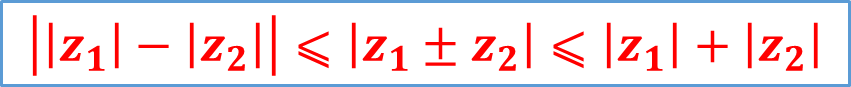 ||z₁| − |z₂|| ⩽ |z₁ ± z₂| ⩽ |z₁| + |z₂|